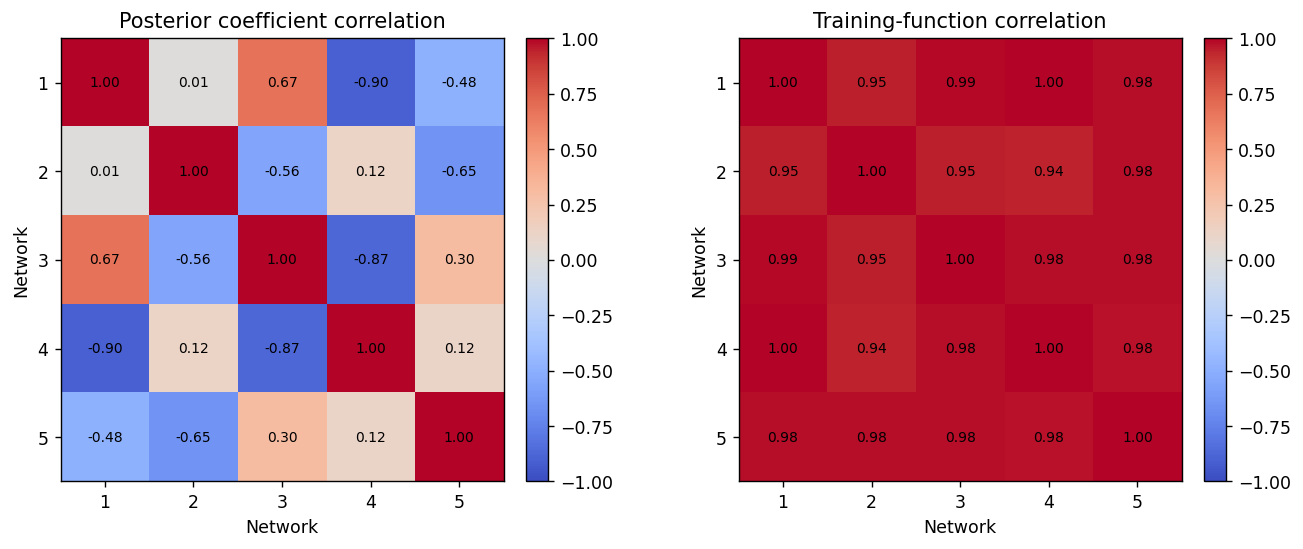 Posterior coefficient correlation
1 1.00 0.01 0.67 -0.90 -0.48
2 0.01 1.00 -0.56 0.12 -0.65
3 0.67 -0.56 1.00 -0.87 0.30
4 -0.90 0.12 -0.87 1.00 0.12
5 -0.48 -0.65 0.30 0.12 1.00
1 2 3 4 5
Network
Network
1.00
0.75
0.50
0.25
0.00
−0.25
−0.50
−0.75
−1.00
Training-function correlation
1 1.00 0.95 0.99 1.00 0.98
2 0.95 1.00 0.95 0.94 0.98
3 0.99 0.95 1.00 0.98 0.98
4 1.00 0.94 0.98 1.00 0.98
5 0.98 0.98 0.98 0.98 1.00
1 2 3 4 5
Network
Network
1.00
0.75
0.50
0.25
0.00
−0.25
−0.50
−0.75
−1.00